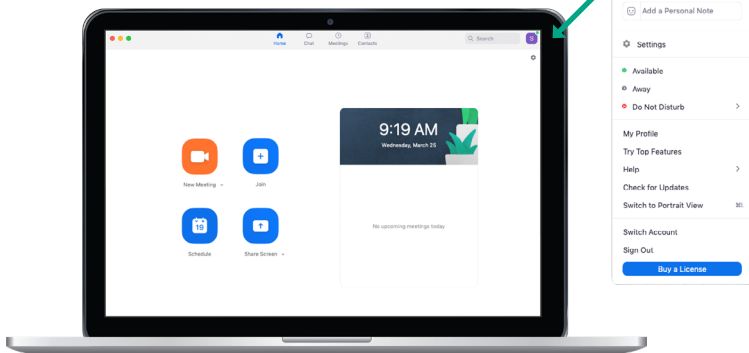 Home
Chat
Meetings
Contacts
Search
S
9:19 AM
Wednesday, March 25
New Meeting
Join
19
Schedule
Share Screen
No upcoming meetings today
Add a Personal Note
Settings
Available
Away
Do Not Disturb
My Profile
Try Top Features
Help
Check for Updates
Switch to Portrait View
Switch Account
Sign Out
Buy a License